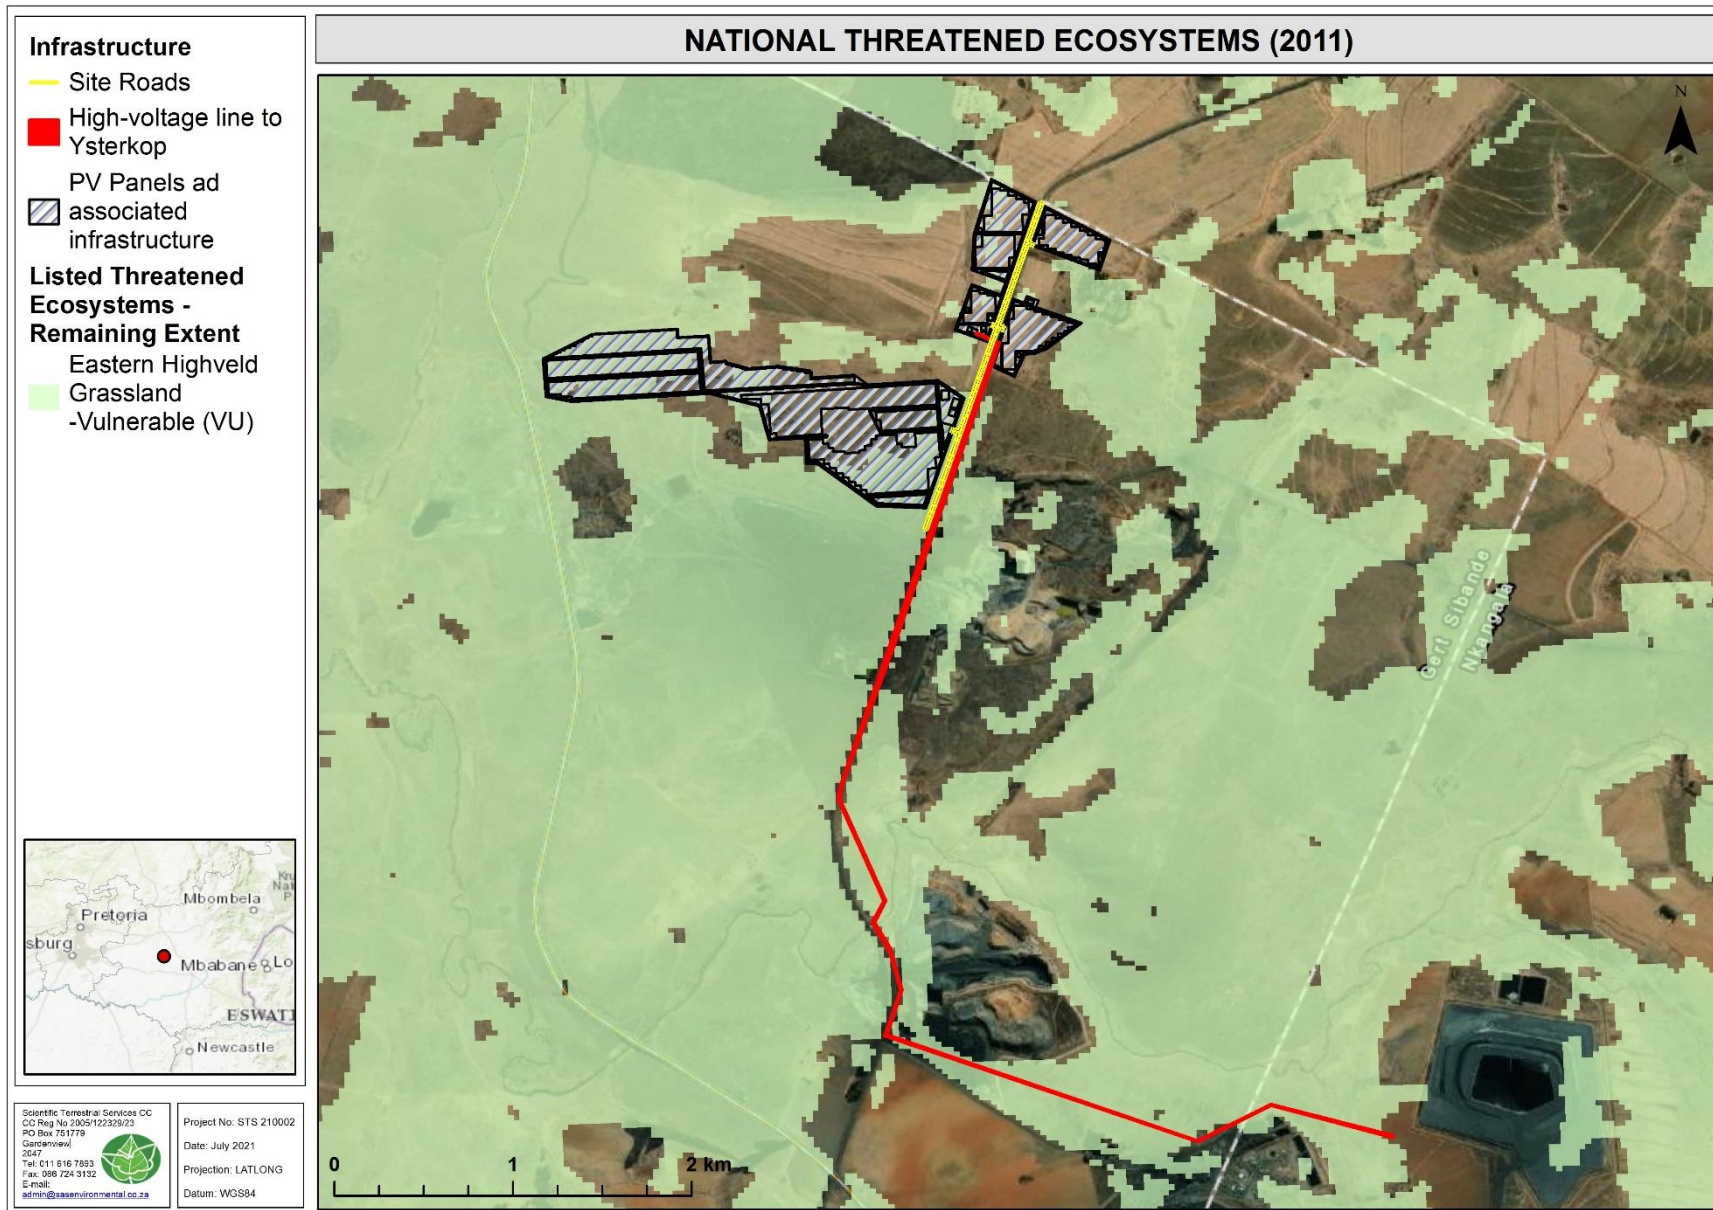 NATIONAL THREATENED ECOSYSTEMS (2011)
Infrastructure
Site Roads
High-voltage line to
Ysterkop
PV Panels ad
associated
infrastructure
Listed Threatened
Ecosystems -
Remaining Extent
Eastern Highveld
Grassland
-Vulnerable (VU)
N
Gert Sibande
Nkangala
Kru
Nat
P
Mbombela
Pretoria
sburg
Mbabane
Lo
ESWATI
Newcastle
Scientific Terrestrial Services CC
CC Reg No 2005/122329/23
PO Box 751779
Gardenview
2047
Tel: 011 616 7893
Fax: 086 724 3132
E-mail:
admin@sasenvironmental.co.za
Project No: STS 210002
Date: July 2021
Projection: LATLONG
Datum: WGS84
0 1 2 km